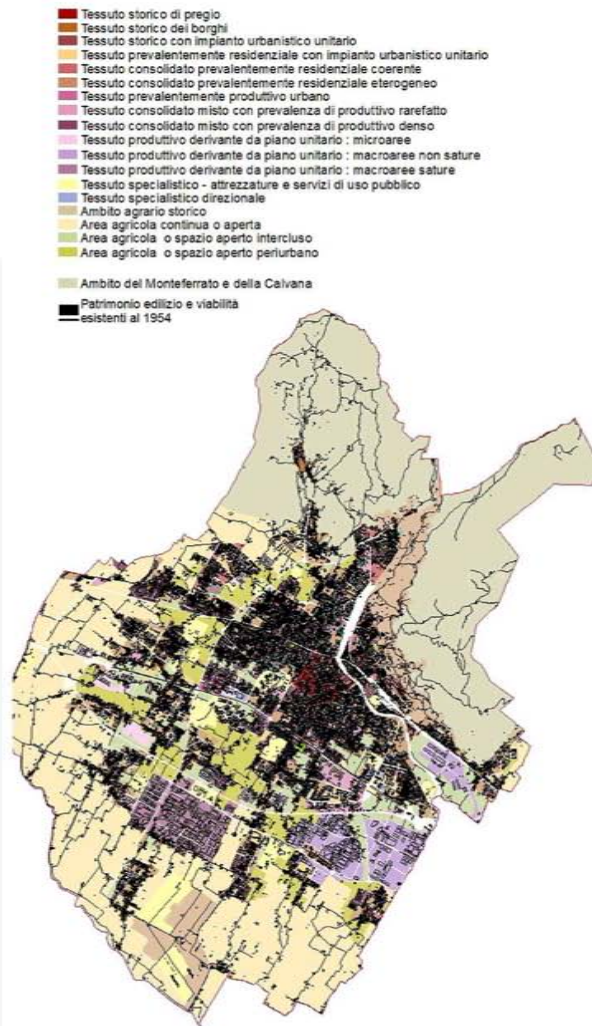 Tessuto storico di pregio
Tessuto storico dei borghi
Tessuto storico con impianto urbanistico unitario
Tessuto prevalentemente residenziale con impianto urbanistico unitario
Tessuto consolidato prevalentemente residenziale coerente
Tessuto consolidato prevalentemente residenziale eterogeneo
Tessuto prevalentemente produttivo urbano
Tessuto consolidato misto con prevalenza di produttivo rarefatto
Tessuto consolidato misto con prevalenza di produttivo denso
Tessuto produttivo derivante da piano unitario : microaree
Tessuto produttivo derivante da piano unitario : macroaree non sature
Tessuto produttivo derivante da piano unitario : macroaree sature
Tessuto specialistico - attrezzature e servizi di uso pubblico
Tessuto specialistico direzionale
Ambito agrario storico
Area agricola continua o aperta
Area agricola o spazio aperto intercluso
Area agricola o spazio aperto periurbano
Ambito del Monteferrato e della Calvana
Patrimonio edilizio e viabilità
esistenti al 1954